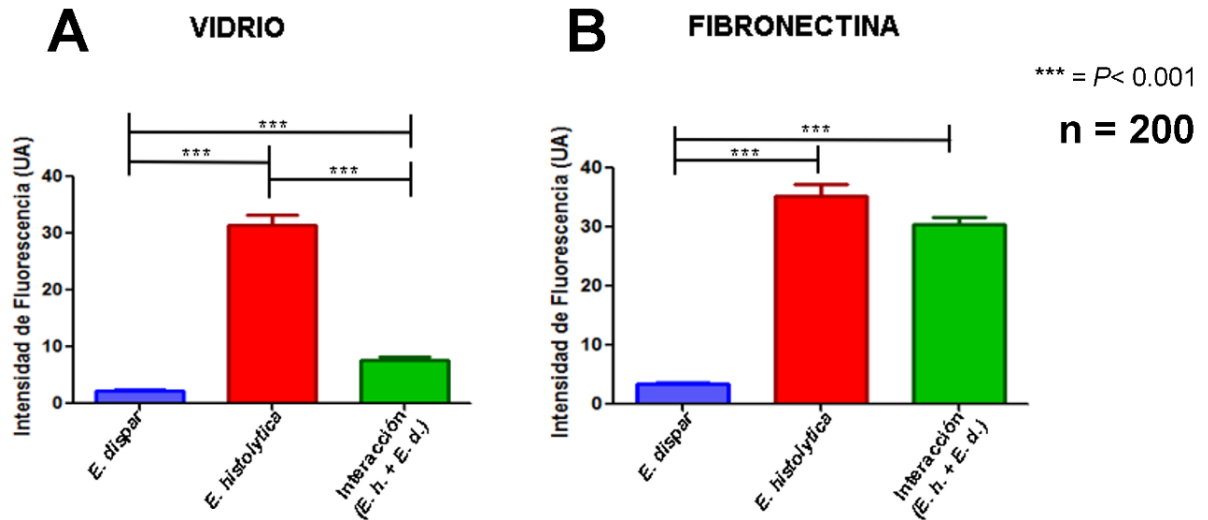 A
VIDRIO
Intensidad de Fluorescencia (UA)
***
***
***
40
30
20
10
0
E. dispar
E. histolytica
Interacción
(E. h. + E. d.)
B
FIBRONECTINA
Intensidad de Fluorescencia (UA)
***
***
40
30
20
10
0
E. dispar
E. histolytica
Interacción
(E. h. + E. d.)
*** = P< 0.001
n = 200